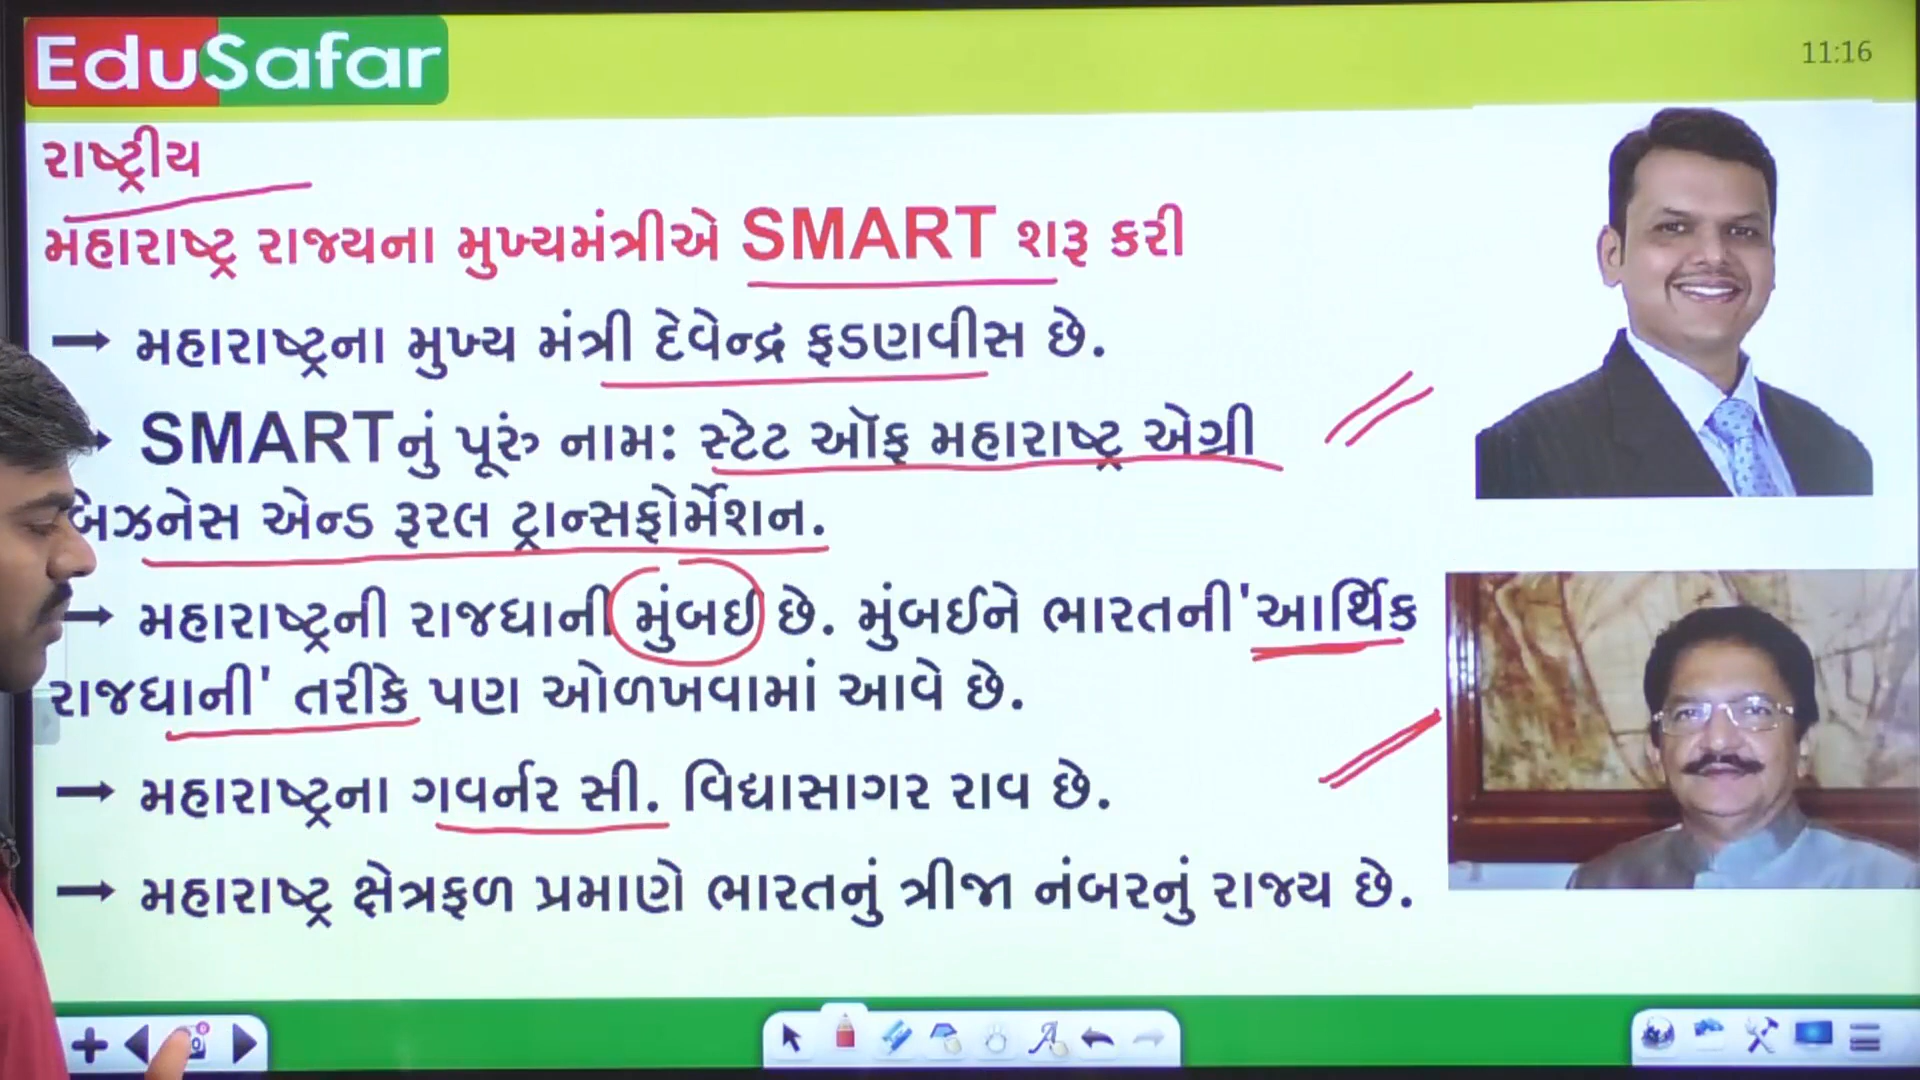 EduSafar
11:16
રાષ્ટ્રીય
મહારાષ્ટ્ર રાજ્યના મુખ્યમંત્રીએ SMART શરૂ કરી
→ મહારાષ્ટ્રના મુખ્ય મંત્રી દેવેન્દ્ર ફડણવીસ છે.
SMARTનું પૂરું નામ: સ્ટેટ ઑફ મહારાષ્ટ્ર એગ્રી
બિઝનેસ એન્ડ રૂરલ ટ્રાન્સફોર્મેશન.
→ મહારાષ્ટ્રની રાજધાની મુંબઈ છે. મુંબઈને ભારતની 'આર્થિક
રાજધાની' તરીકે પણ ઓળખવામાં આવે છે.
→ મહારાષ્ટ્રના ગવર્નર સી. વિદ્યાસાગર રાવ છે.
→ મહારાષ્ટ્ર ક્ષેત્રફળ પ્રમાણે ભારતનું ત્રીજા નંબરનું રાજ્ય છે.